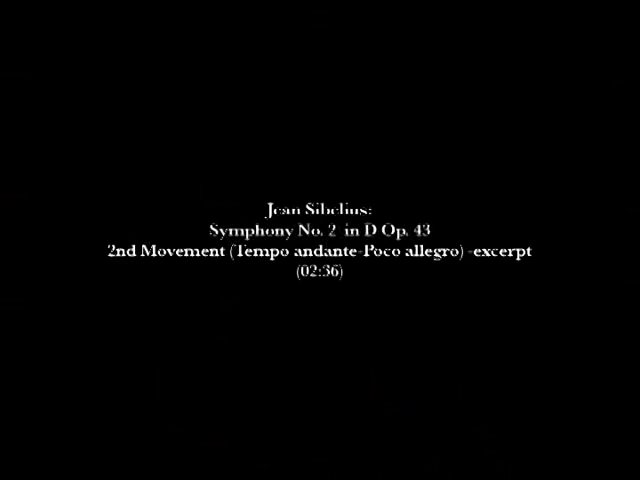 Jean Sibelius:
Symphony No. 2 in D Op. 43
2nd Movement (Tempo andante-Poco allegro) -excerpt
(02:36)